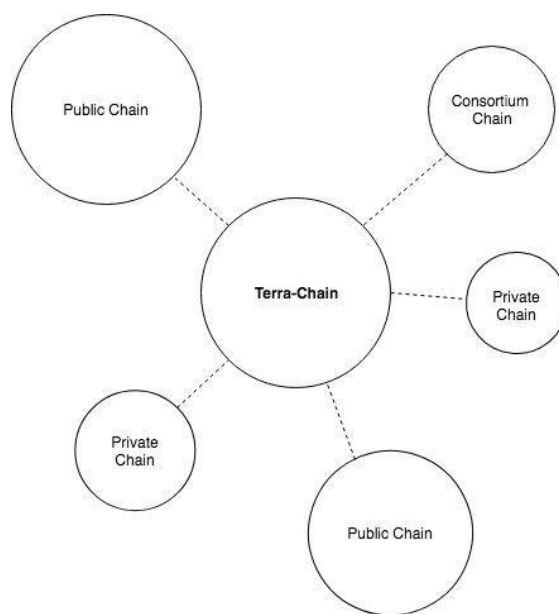 Public Chain
Consortium
Chain
Terra-Chain
Private
Chain
Private
Chain
Public Chain